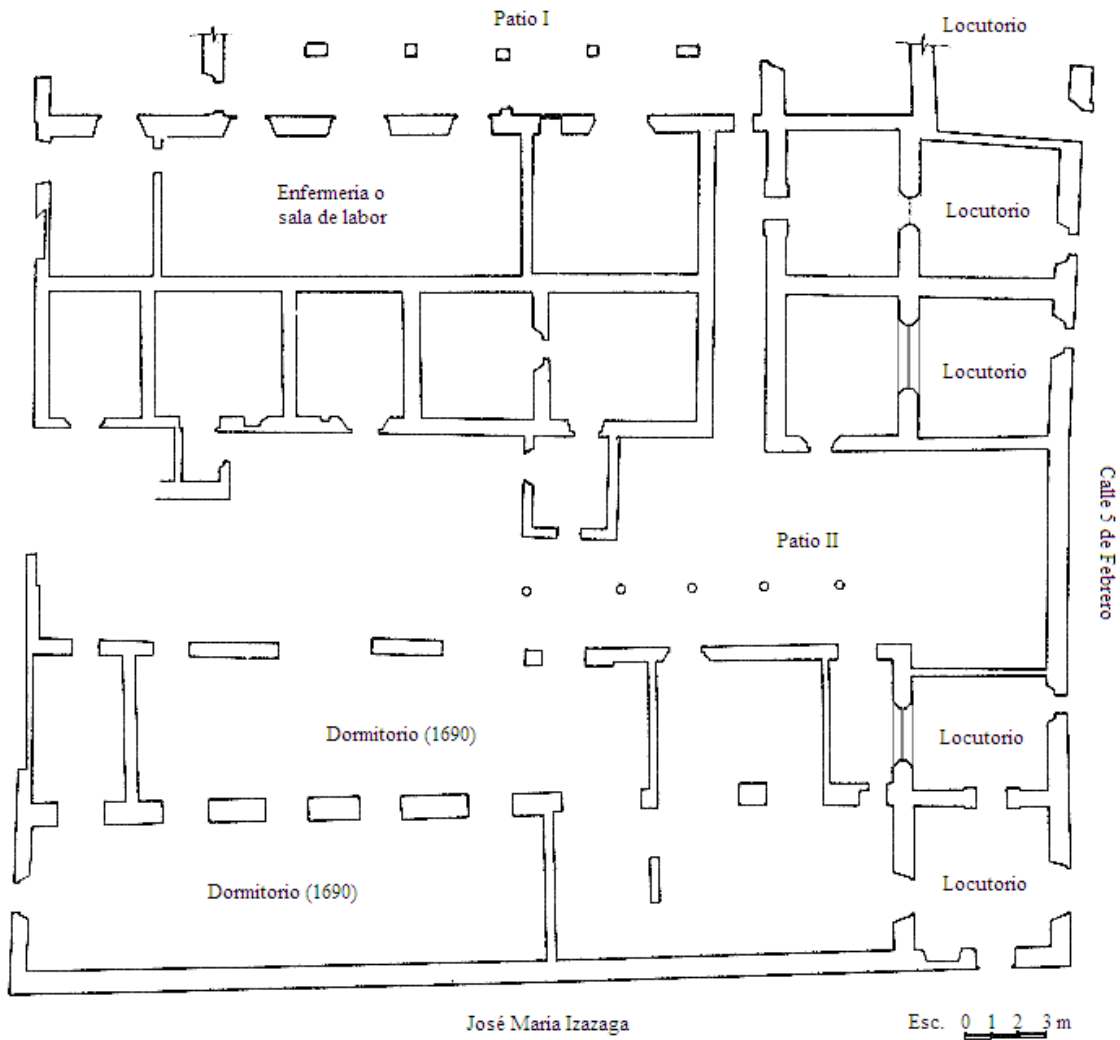 Patio I
Locutorio
Enfermeria o
sala de labor
Locutorio
Locutorio
Calle 5 de Febrero
Patio II
Dormitorio (1690)
Locutorio
Dormitorio (1690)
Locutorio
José Maria Izazaga
Esc. 0 1 2 3 m